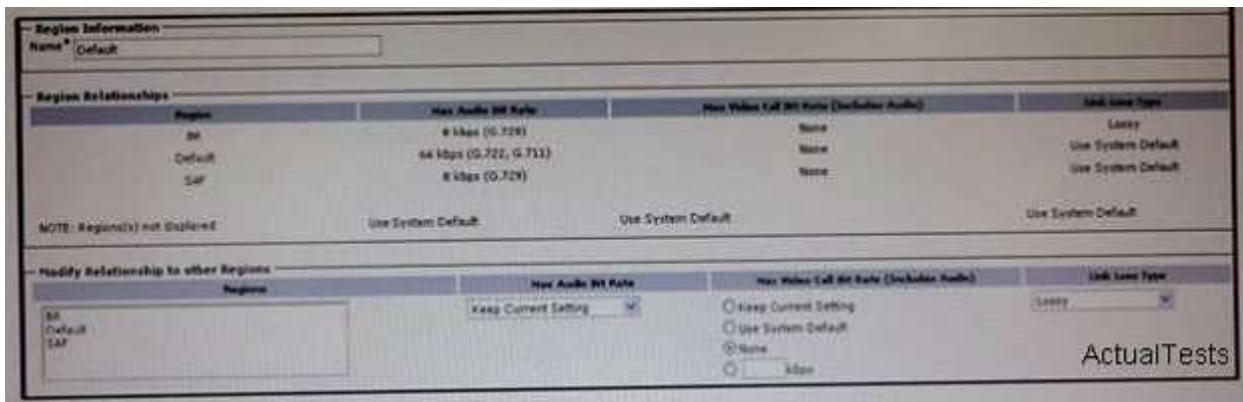 Region Information
Name* Default
Region Relationships
Region Max Audio Bit Rate Max Video Call Bit Rate (Includes Audio) Link Loss Type
BR 8 kbps (G.729) None Lossy
Default 64 kbps (G.722, G.711) None Use System Default
SAF 8 kbps (G.729) None Use System Default
NOTE: Regions(s) not displayed Use System Default Use System Default Use System Default
Modify Relationship to other Regions
Regions Max Audio Bit Rate Max Video Call Bit Rate (Includes Audio) Link Loss Type
BR Keep Current Setting Keep Current Setting Lossy
Default Use System Default
SAF None
kbps
ActualTests